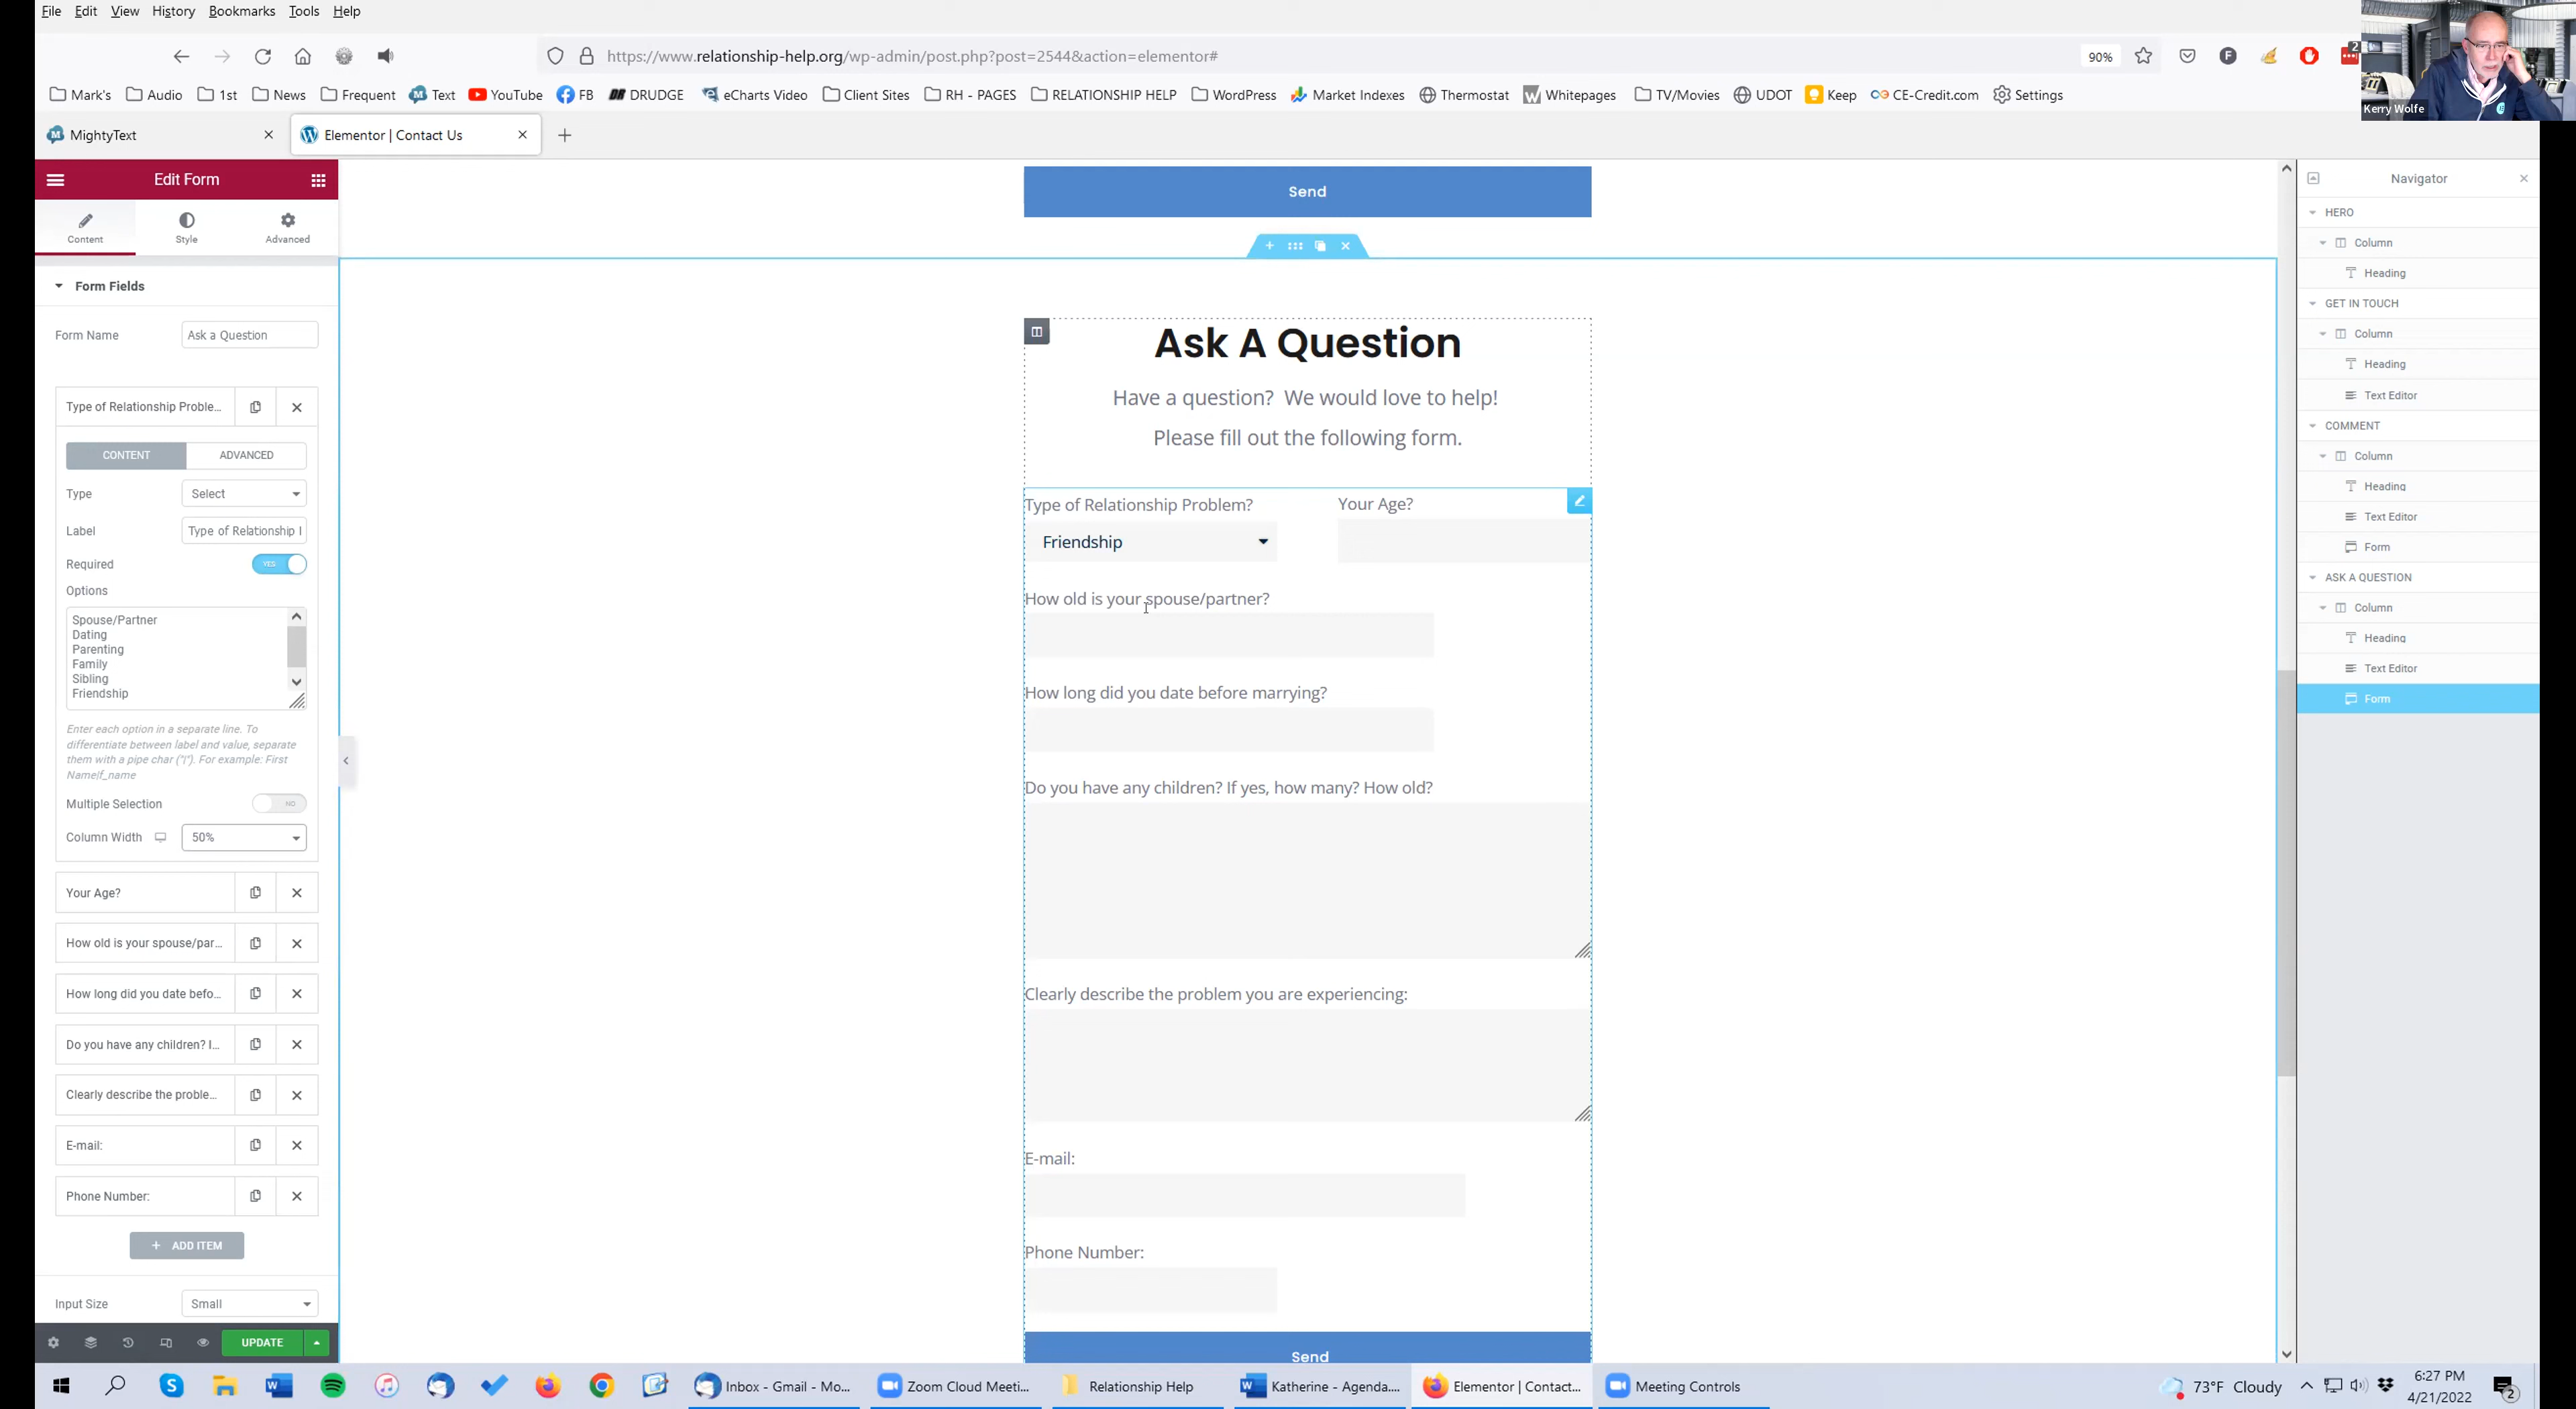 File Edit View History Bookmarks Tools Help
https://www.relationship-help.org/wp-admin/post.php?post=2544&action=elementor#
90%
2
Kerry Wolfe
Mark's Audio 1st News Frequent Text YouTube FB DRUDGE eCharts Video Client Sites RH - PAGES RELATIONSHIP HELP WordPress Market Indexes Thermostat Whitepages TV/Movies UDOT Keep CE-Credit.com Settings
MightyText
Elementor | Contact Us
Edit Form
Content
Style
Advanced
Form Fields
Form Name Ask a Question
Type of Relationship Proble...
CONTENT ADVANCED
Type Select
Label Type of Relationship
Required YES
Options
Spouse/Partner
Dating
Parenting
Family
Sibling
Friendship
Enter each option in a separate line. To
differentiate between label and value, separate
them with a pipe char ("|"). For example: First
Name|f_name
Multiple Selection NO
Column Width 50%
Your Age?
How old is your spouse/par...
How long did you date befo...
Do you have any children? I...
Clearly describe the proble...
E-mail:
Phone Number:
+ ADD ITEM
Input Size Small
UPDATE
Send
Ask A Question
Have a question? We would love to help!
Please fill out the following form.
Type of Relationship Problem?
Friendship
Your Age?
How old is your spouse/partner?
How long did you date before marrying?
Do you have any children? If yes, how many? How old?
Clearly describe the problem you are experiencing:
E-mail:
Phone Number:
Send
Navigator
HERO
Column
Heading
GET IN TOUCH
Column
Heading
Text Editor
COMMENT
Column
Heading
Text Editor
Form
ASK A QUESTION
Column
Heading
Text Editor
Form
Inbox - Gmail - Mo...
Zoom Cloud Meeti...
Relationship Help
Katherine - Agenda....
Elementor | Contact...
Meeting Controls
73°F Cloudy
6:27 PM
4/21/2022
2